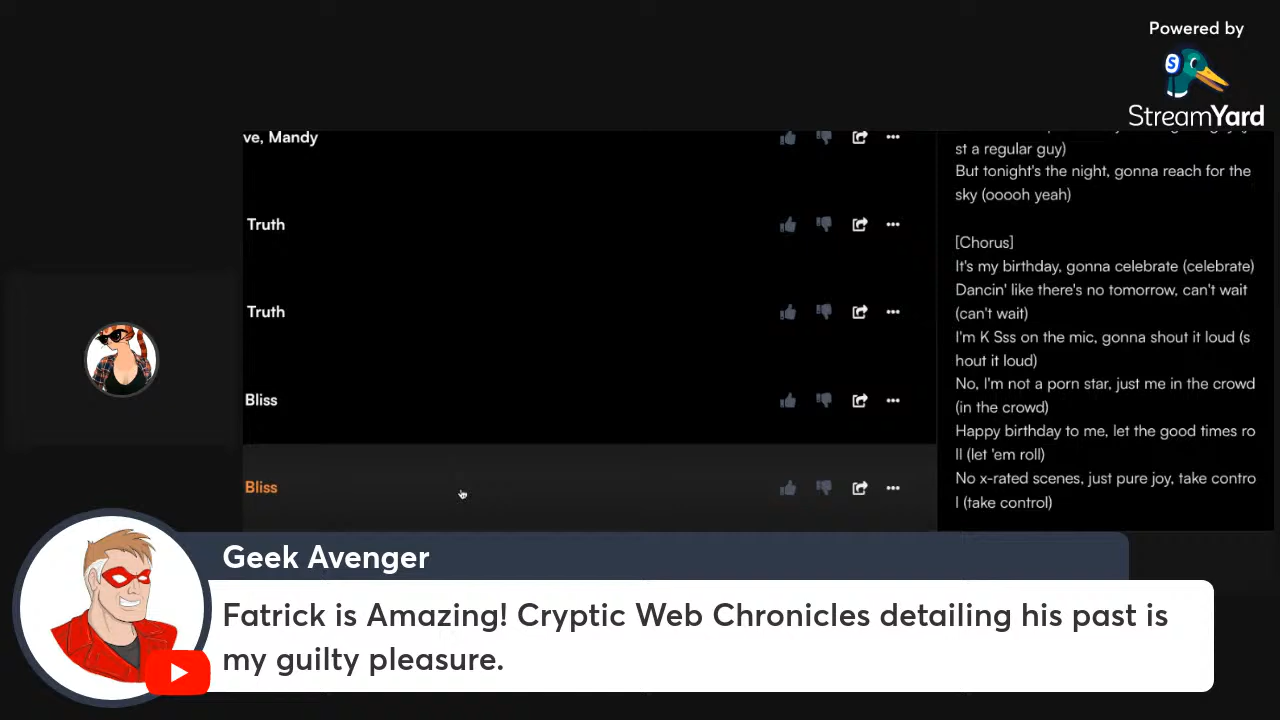 Powered by
S
StreamYard
ve, Mandy
Truth
Truth
Bliss
Bliss
st a regular guy)
But tonight's the night, gonna reach for the
sky (ooooh yeah)
[Chorus]
It's my birthday, gonna celebrate (celebrate)
Dancin' like there's no tomorrow, can't wait
(can't wait)
I'm K Sss on the mic, gonna shout it loud (s
hout it loud)
No, I'm not a porn star, just me in the crowd
(in the crowd)
Happy birthday to me, let the good times ro
ll (let 'em roll)
No x-rated scenes, just pure joy, take contro
l (take control)
Geek Avenger
Fatrick is Amazing! Cryptic Web Chronicles detailing his past is
my guilty pleasure.